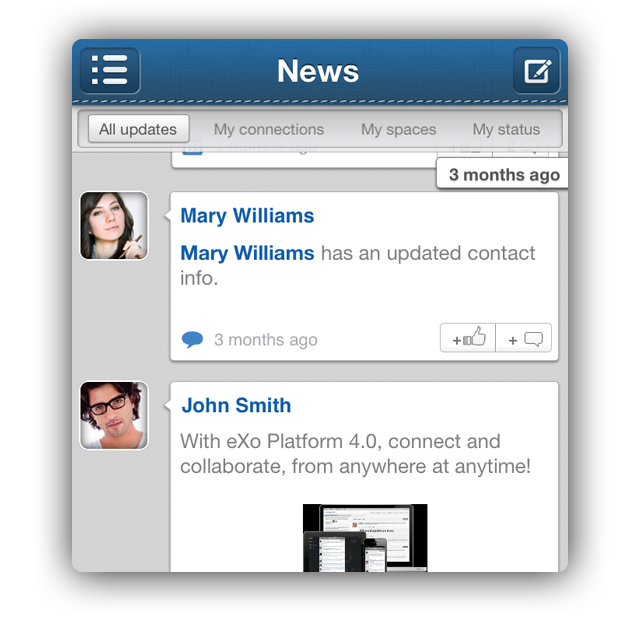 News
All updates
My connections
My spaces
My status
3 months ago
Mary Williams
Mary Williams has an updated contact
info.
3 months ago
+
+
John Smith
With eXo Platform 4.0, connect and
collaborate, from anywhere at anytime!